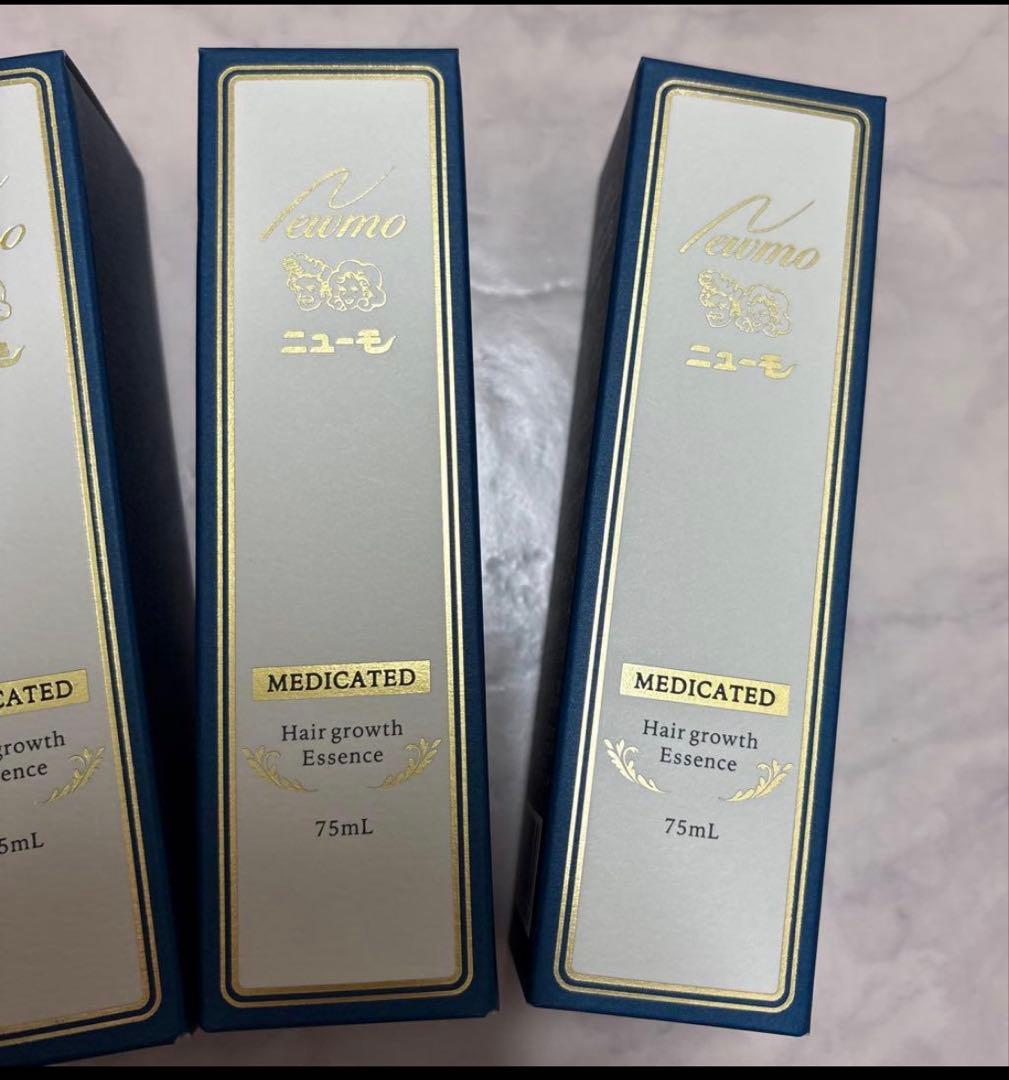 Newmo
ニューモ
MEDICATED
Hair growth
Essence
75mL
Newmo
ニューモ
MEDICATED
Hair growth
Essence
75mL